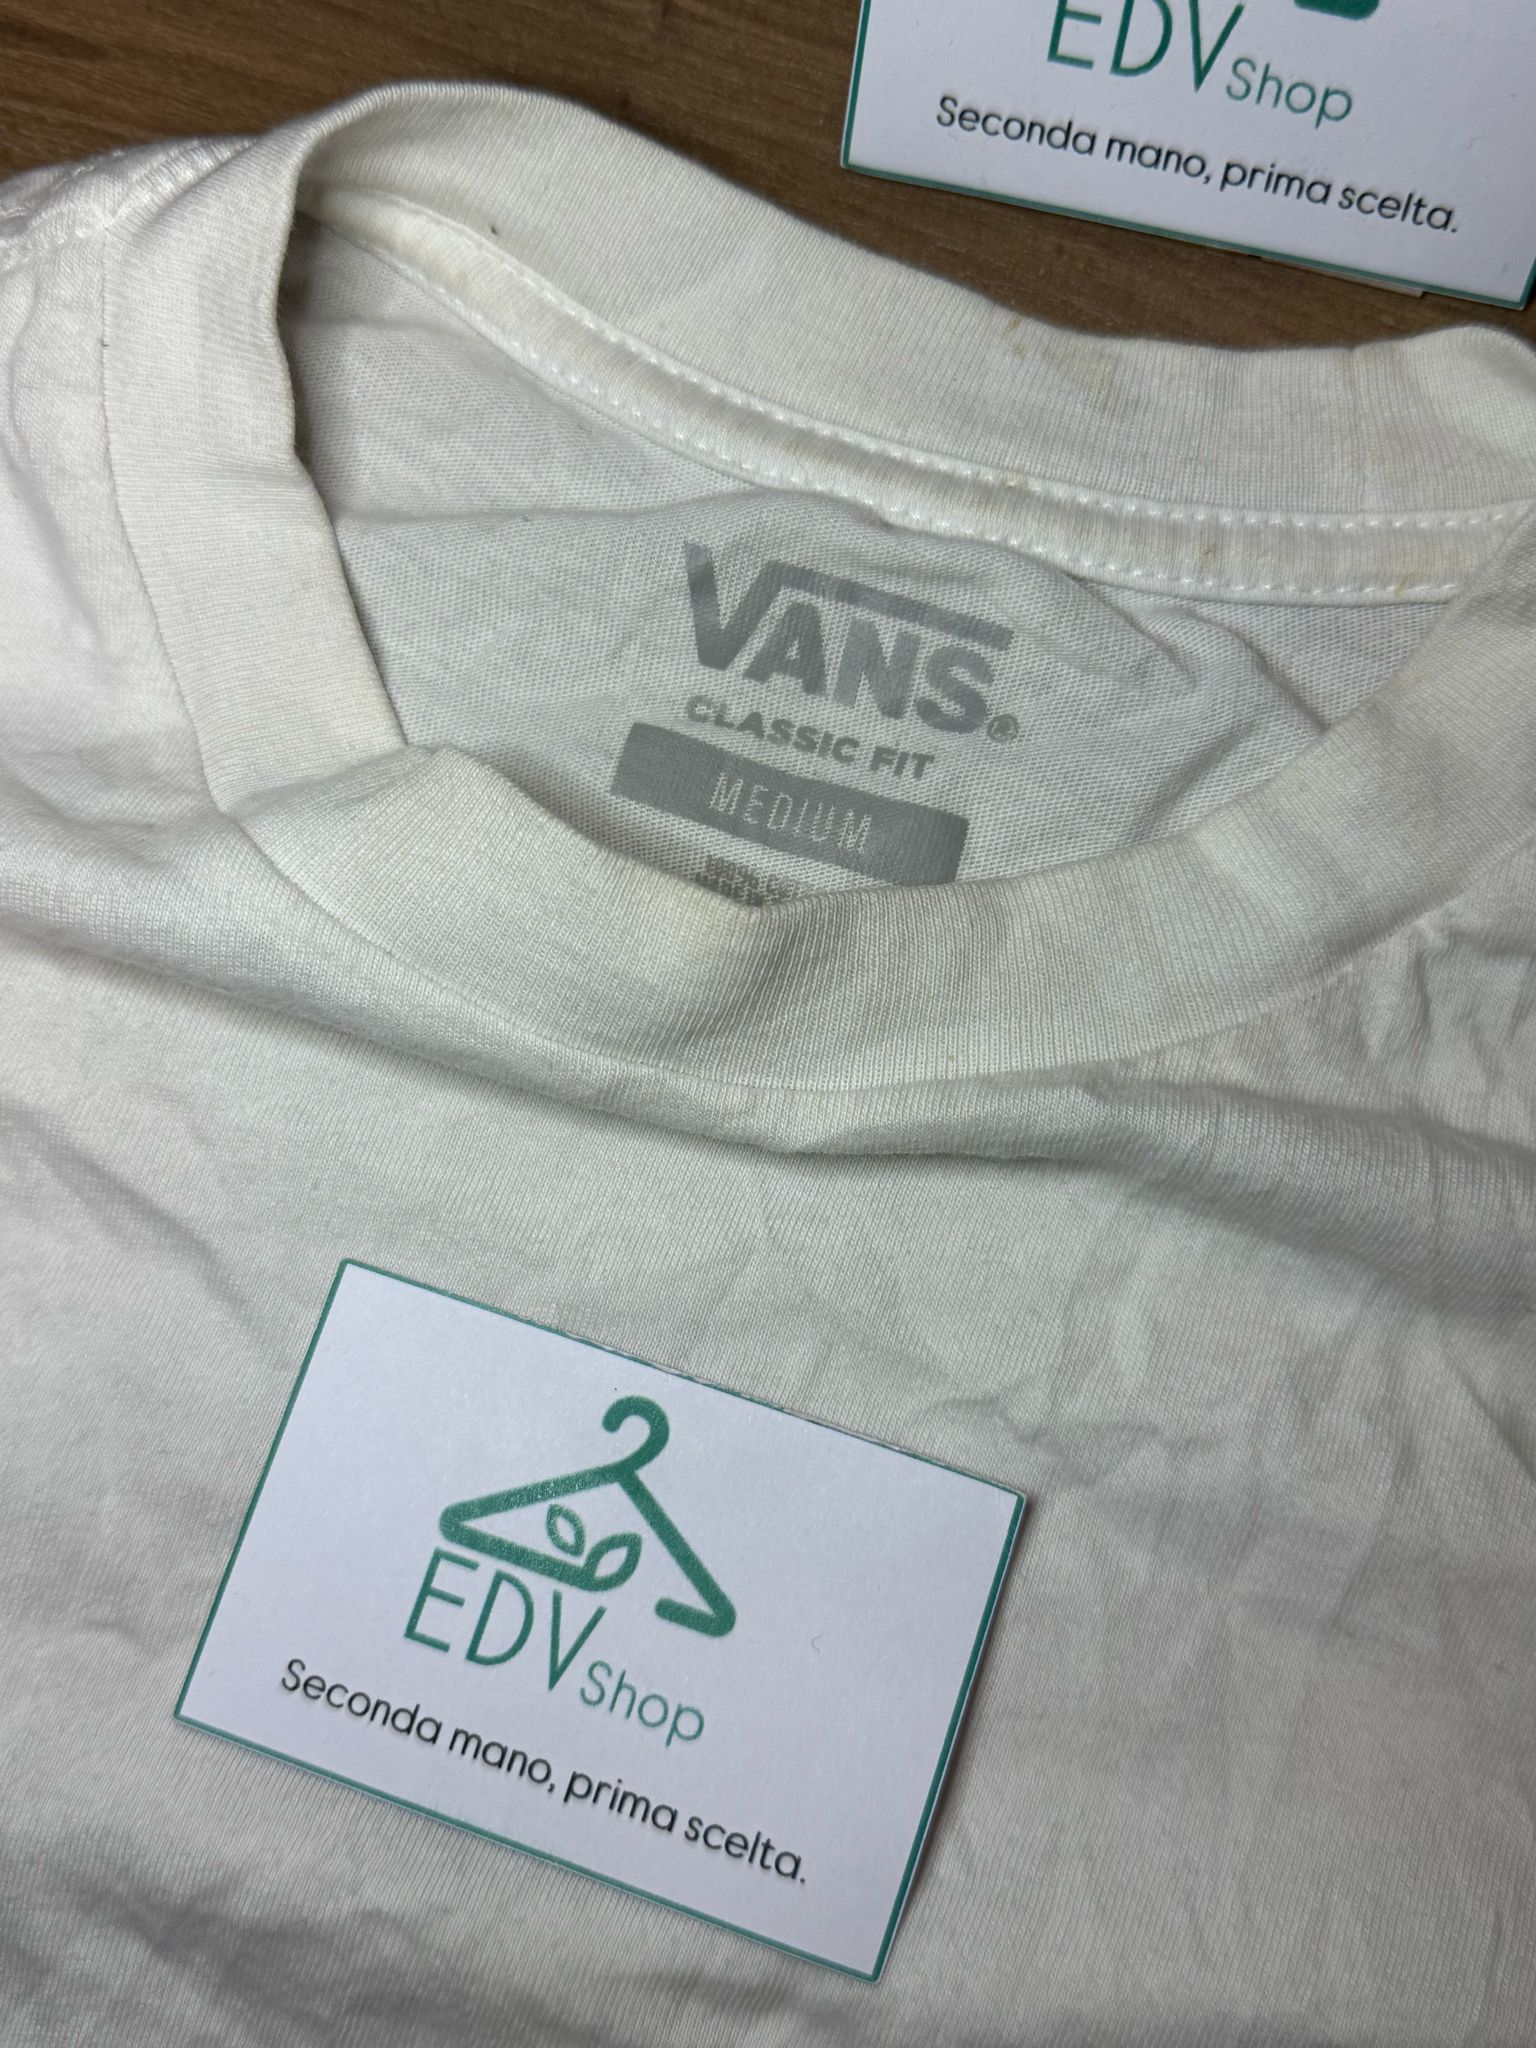 EDV Shop
Seconda mano, prima scelta.
VANS®
CLASSIC FIT
MEDIUM
EDV Shop
Seconda mano, prima scelta.